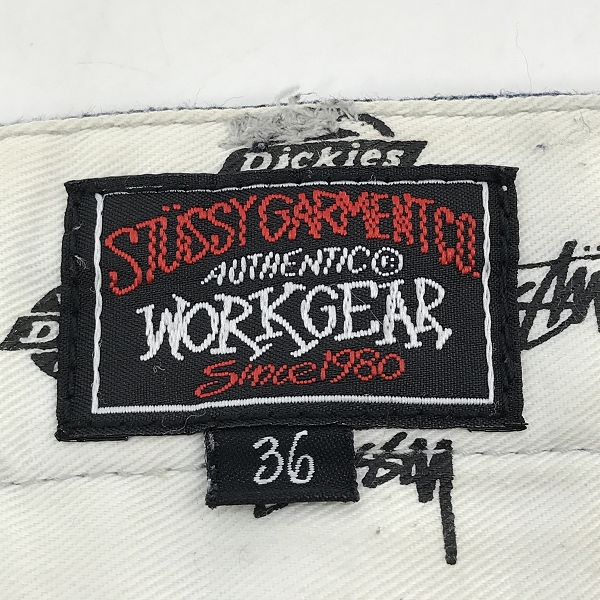 Dickies
STÜSSY GARMENT CO.
AUTHENTIC©
WORKGEAR
SINCE 1980
36